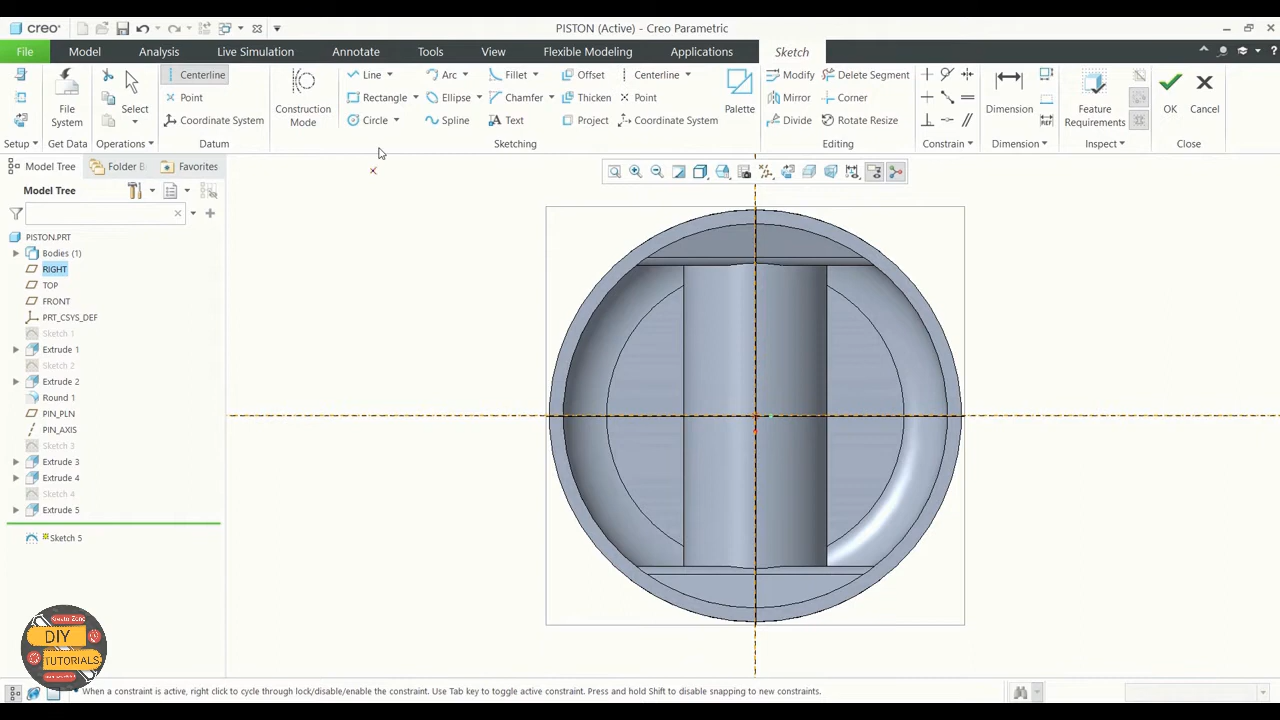 creo
PISTON (Active) - Creo Parametric
File Model Analysis Live Simulation Annotate Tools View Flexible Modeling Applications Sketch
Centerline Line Arc Fillet Offset Centerline Modify Delete Segment
Point Rectangle Ellipse Chamfer Thicken Point Mirror Corner
Coordinate System Circle Spline Text Project Coordinate System Divide Rotate Resize
File System Select Construction Mode Palette Dimension Feature Requirements OK Cancel
Setup Get Data Operations Datum Sketching Editing Constrain Dimension Inspect Close
Model Tree Folder B Favorites
Model Tree
PISTON.PRT
Bodies (1)
RIGHT
TOP
FRONT
PRT_CSYS_DEF
Sketch 1
Extrude 1
Sketch 2
Extrude 2
Round 1
PIN_PLN
PIN_AXIS
Sketch 3
Extrude 3
Extrude 4
Sketch 4
Extrude 5
Sketch 5
Kreativ Zone
DIY
TUTORIALS
When a constraint is active, right click to cycle through lock/disable/enable the constraint. Use Tab key to toggle active constraint. Press and hold Shift to disable snapping to new constraints.